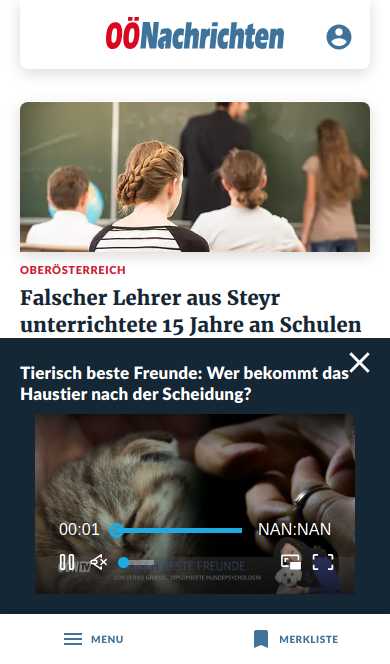 OÖNachrichten
OBERÖSTERREICH
Falscher Lehrer aus Steyr
unterrichtete 15 Jahre an Schulen
Tierisch beste Freunde: Wer bekommt das
Haustier nach der Scheidung?
00:01
NAN:NAN
BESTE FREUNDE
MENU
MERKLISTE